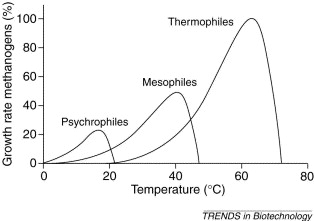 Growth rate methanogens (%)
100
80
60
40
20
0
Thermophiles
Mesophiles
Psychrophiles
0
20
40
60
80
Temperature (°C)
TRENDS in Biotechnology